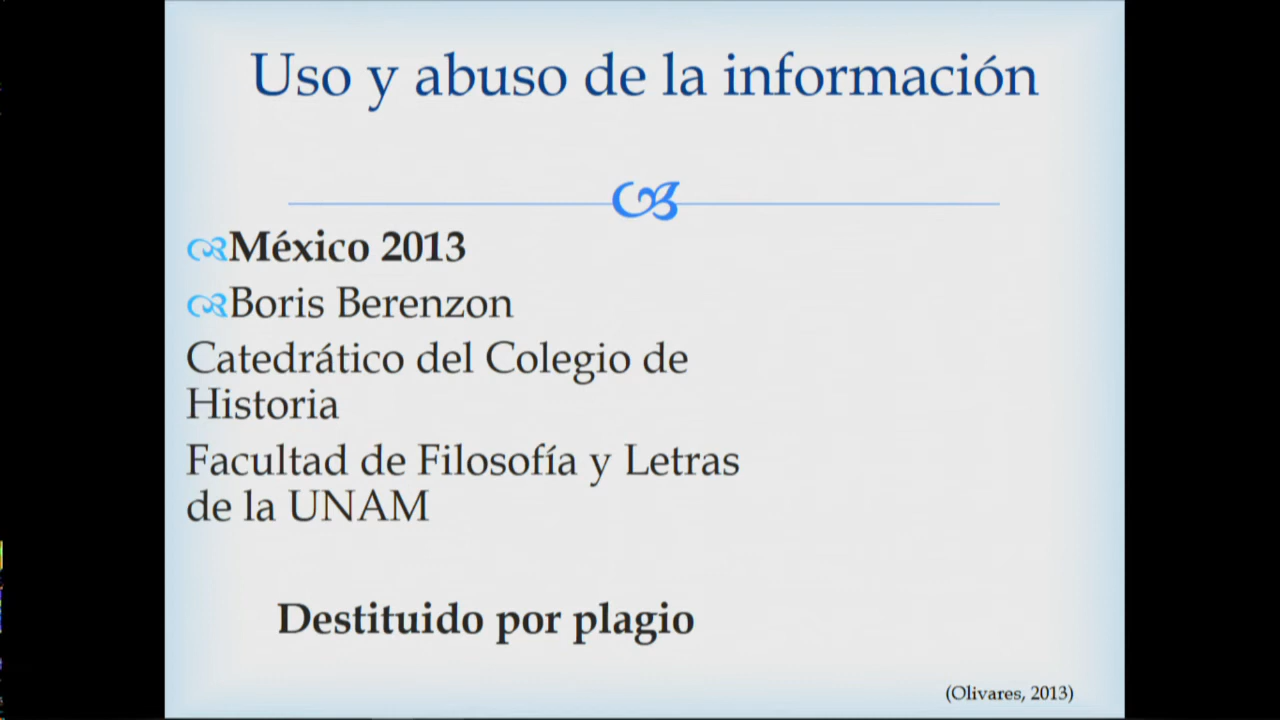 Uso y abuso de la información
México 2013
Boris Berenzon
Catedrático del Colegio de
Historia
Facultad de Filosofía y Letras
de la UNAM
Destituido por plagio
(Olivares, 2013)